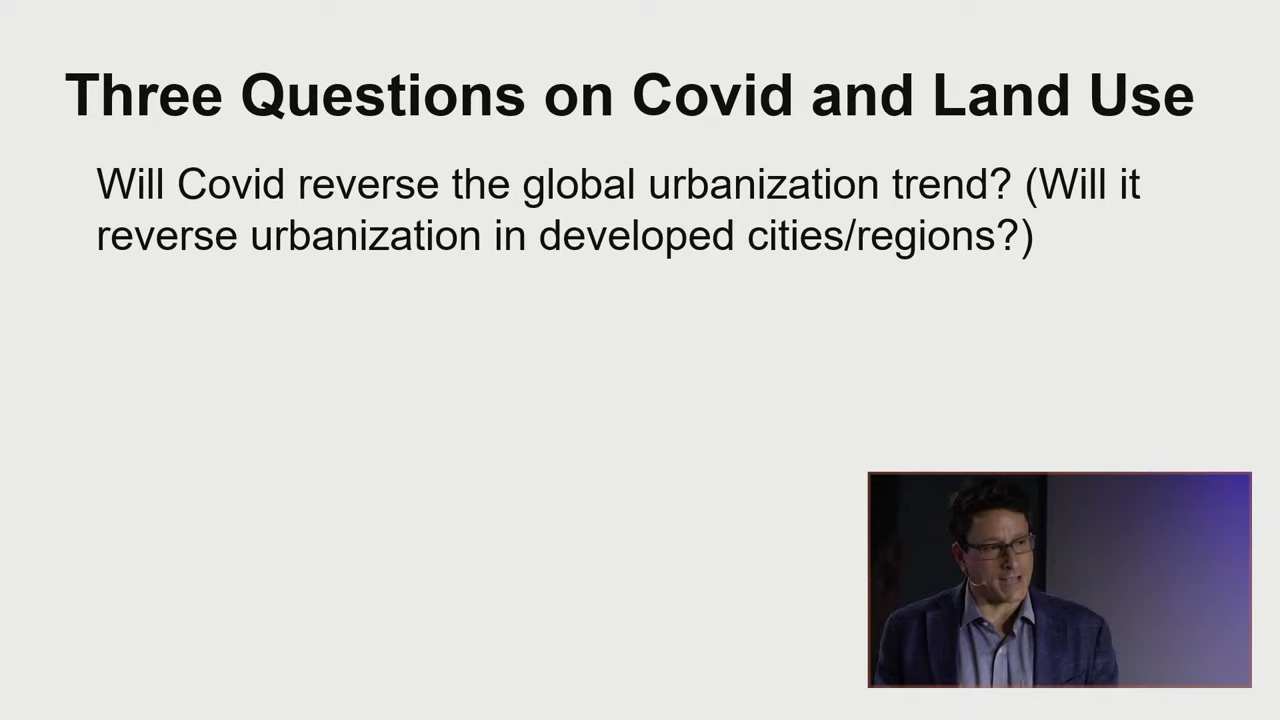 Three Questions on Covid and Land Use
Will Covid reverse the global urbanization trend? (Will it
reverse urbanization in developed cities/regions?)